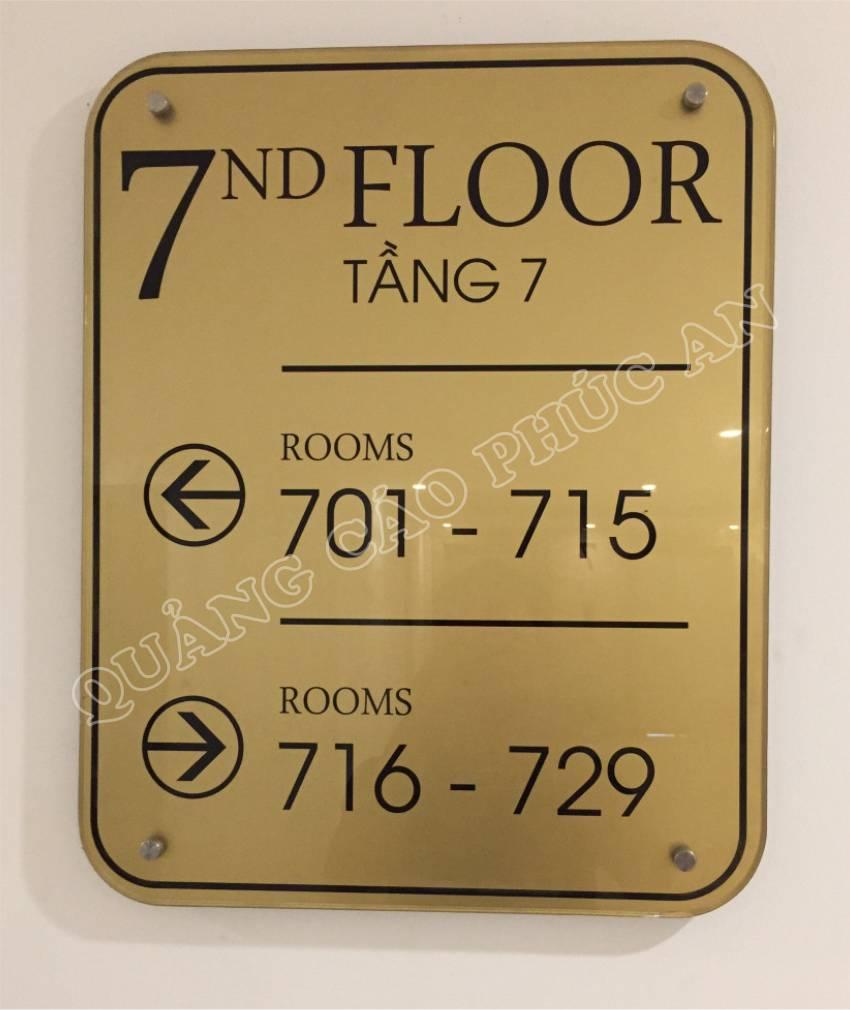 7ND FLOOR
TẦNG 7
ROOMS
701 - 715
ROOMS
716 - 729
QUẢNG CÁO PHÚC AN